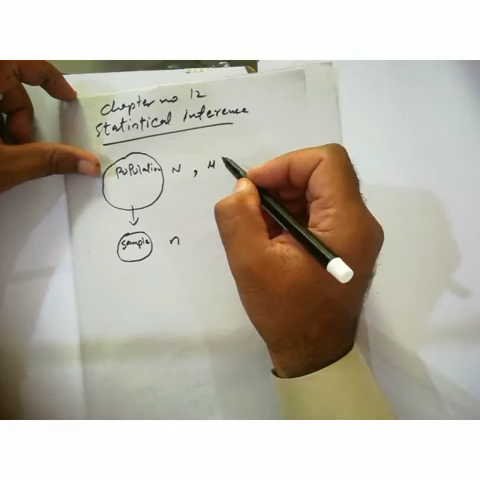 Chapter no 12
Statistical Inference
Population N , μ
Sample n